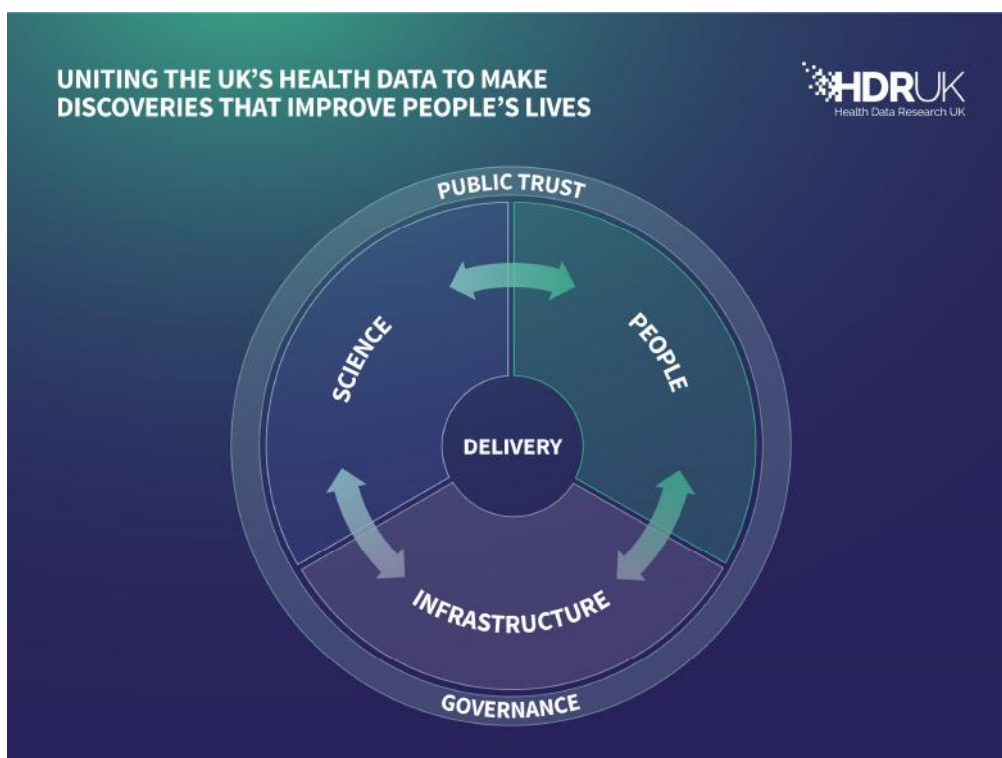 UNITING THE UK'S HEALTH DATA TO MAKE
DISCOVERIES THAT IMPROVE PEOPLE'S LIVES
HDRUK
Health Data Research UK
PUBLIC TRUST
SCIENCE
PEOPLE
DELIVERY
INFRASTRUCTURE
GOVERNANCE